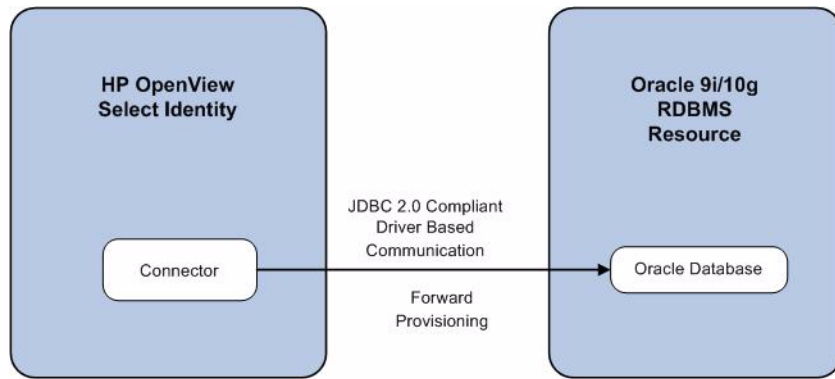 HP OpenView
Select Identity
Oracle 9i/10g
RDBMS
Resource
JDBC 2.0 Compliant
Driver Based
Communication
Connector
Oracle Database
Forward
Provisioning